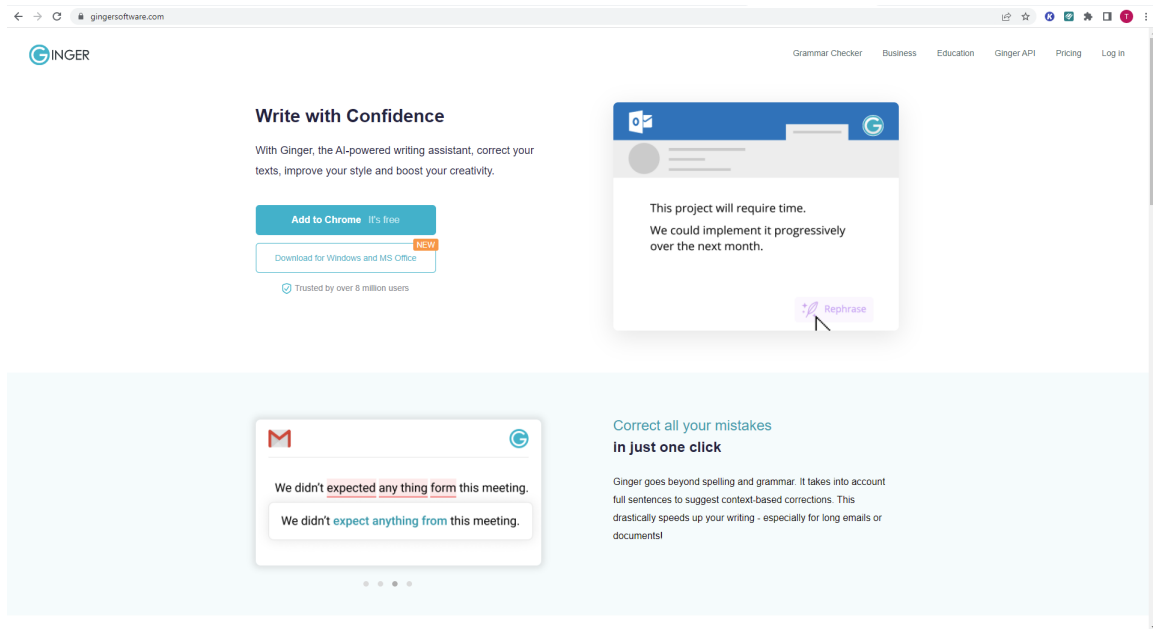 gingersoftware.com
T
GINGER
Grammar Checker Business Education Ginger API Pricing Log in
Write with Confidence
With Ginger, the AI-powered writing assistant, correct your
texts, improve your style and boost your creativity.
Add to Chrome It's free
NEW
Download for Windows and MS Office
Trusted by over 8 million users
This project will require time.
We could implement it progressively
over the next month.
Rephrase
Correct all your mistakes
in just one click
Ginger goes beyond spelling and grammar. It takes into account
full sentences to suggest context-based corrections. This
drastically speeds up your writing - especially for long emails or
documents!
We didn't expected any thing form this meeting.
We didn't expect anything from this meeting.